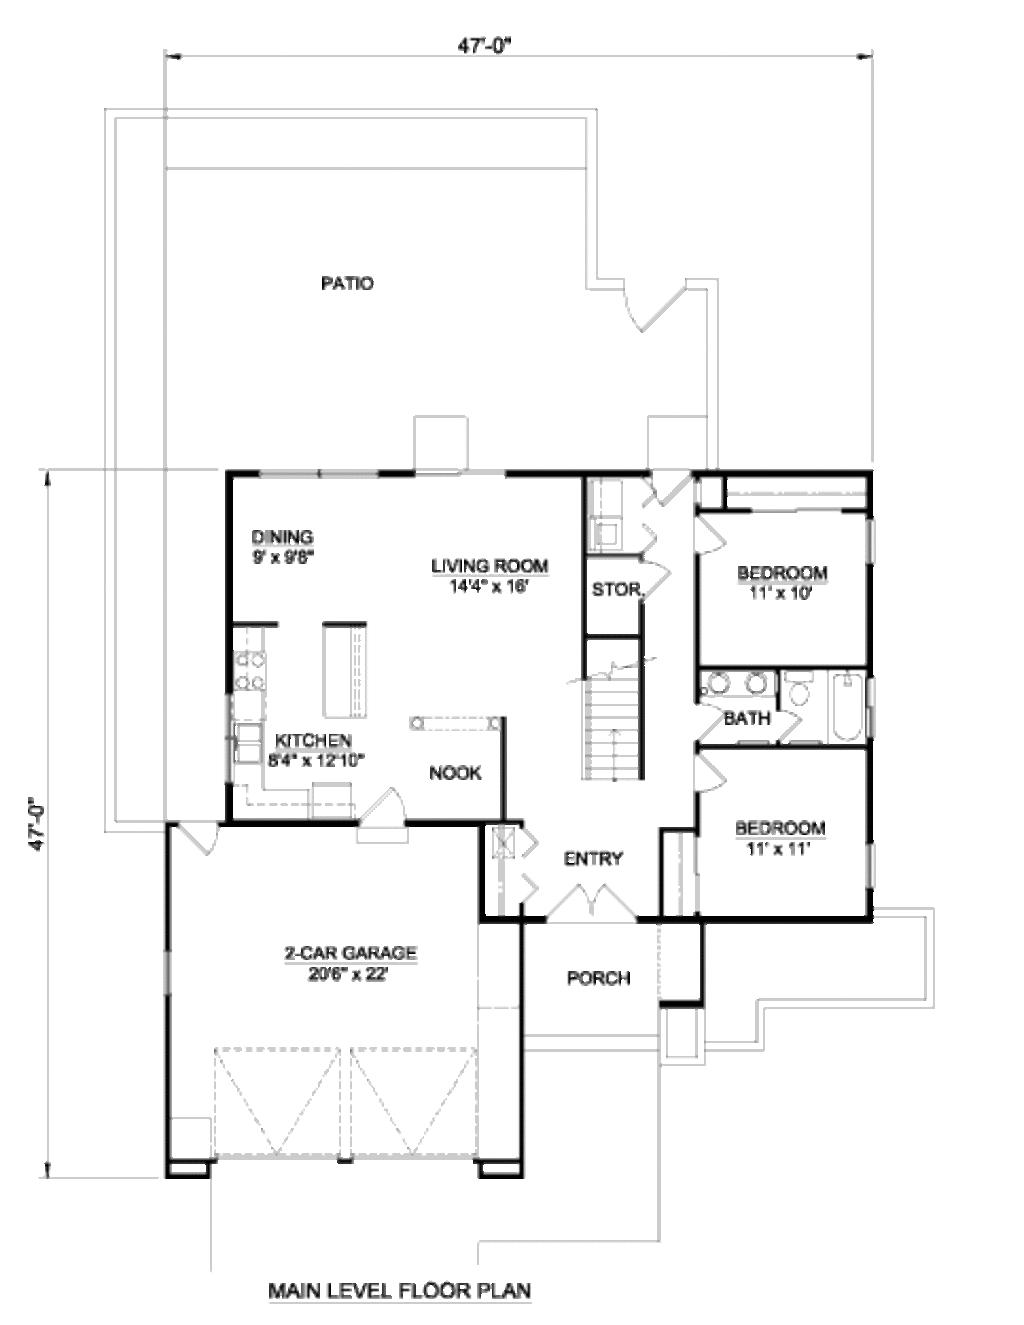 47'-0"
PATIO
DINING
9' x 9'8"
LIVING ROOM
14'4" x 16'
STOR.
BEDROOM
11' x 10'
BATH
KITCHEN
8'4" x 12'10"
NOOK
47'-0"
ENTRY
BEDROOM
11' x 11'
2-CAR GARAGE
20'6" x 22'
PORCH
MAIN LEVEL FLOOR PLAN